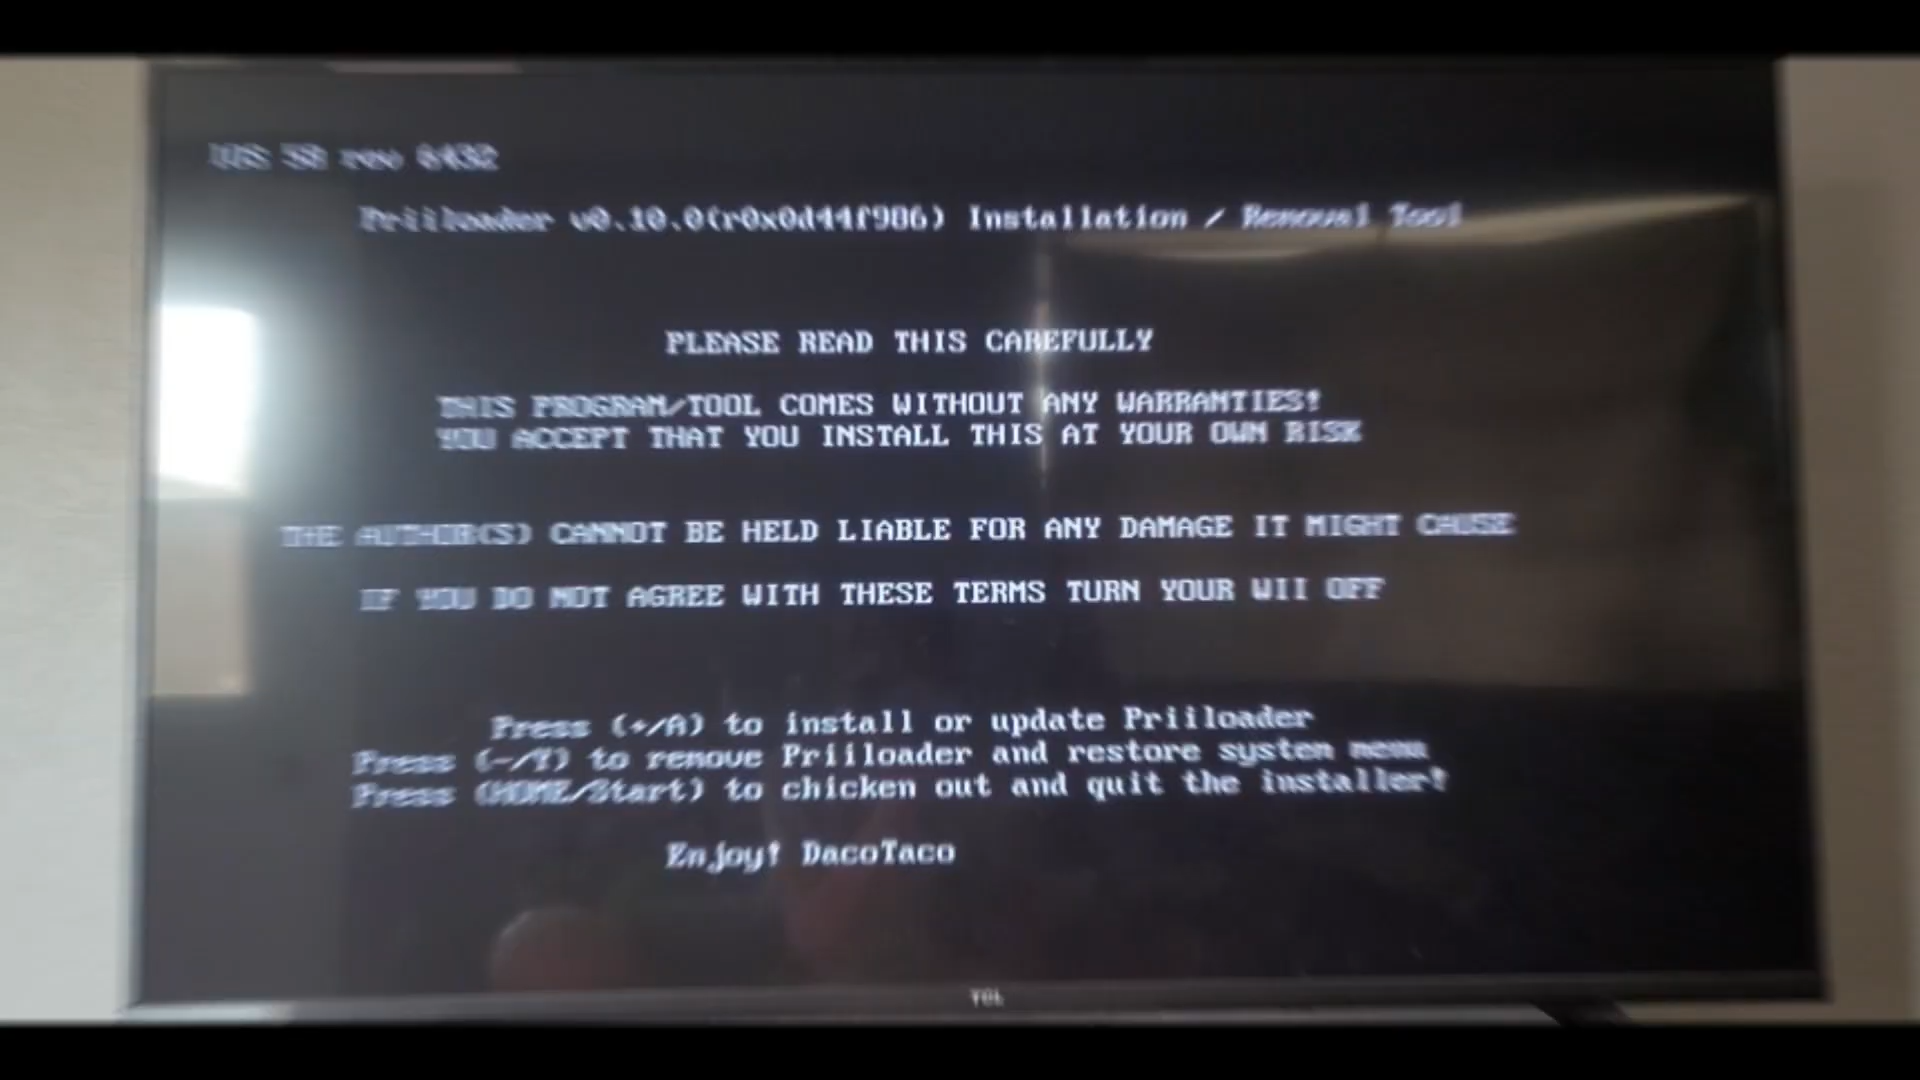 IOS 58 rev 6432
Priiloader v0.10.0(r0x0d44f986) Installation / Removal Tool
PLEASE READ THIS CAREFULLY
THIS PROGRAM/TOOL COMES WITHOUT ANY WARRANTIES!
YOU ACCEPT THAT YOU INSTALL THIS AT YOUR OWN RISK
THE AUTHOR(S) CANNOT BE HELD LIABLE FOR ANY DAMAGE IT MIGHT CAUSE
IF YOU DO NOT AGREE WITH THESE TERMS TURN YOUR WII OFF
Press (+/A) to install or update Priiloader
Press (-/Y) to remove Priiloader and restore system menu
Press (HOME/Start) to chicken out and quit the installer!
Enjoy! DacoTaco
TCL